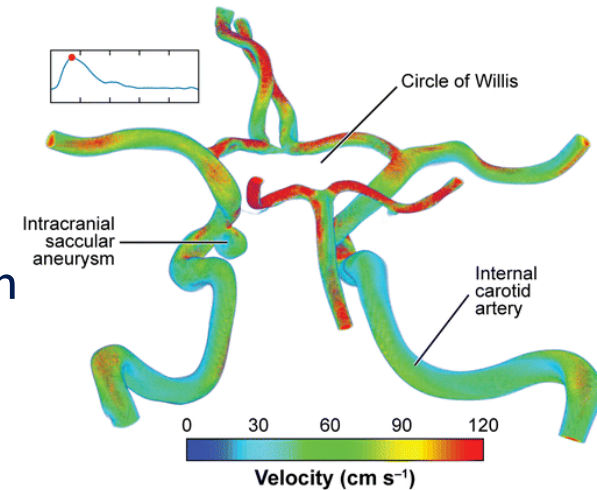 Circle of Willis
Intracranial
saccular
aneurysm
n
Internal
carotid
artery
0 30 60 90 120
Velocity (cm s⁻¹)